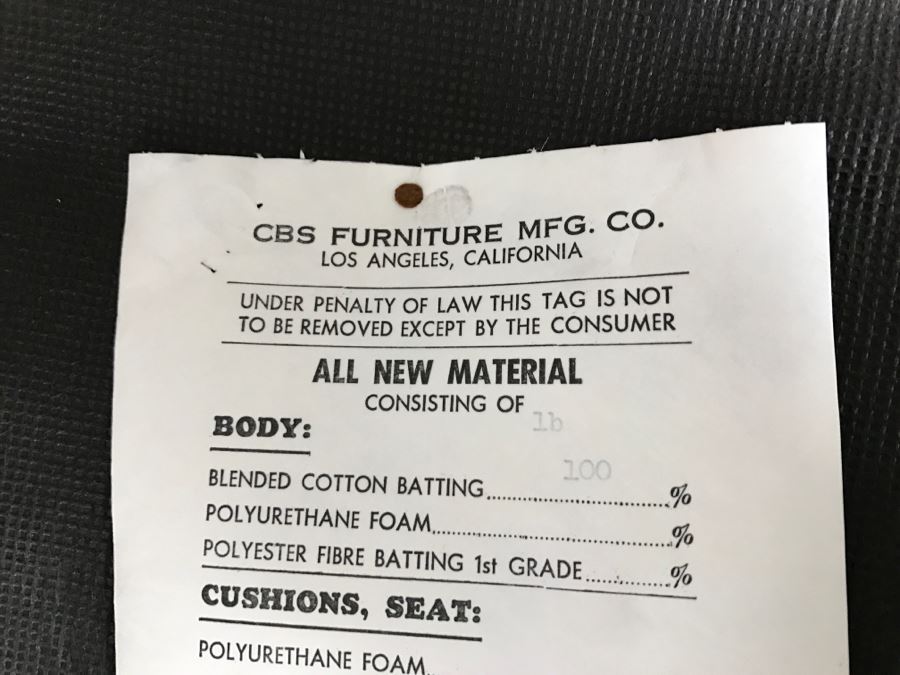 CBS FURNITURE MFG. CO.
LOS ANGELES, CALIFORNIA
UNDER PENALTY OF LAW THIS TAG IS NOT
TO BE REMOVED EXCEPT BY THE CONSUMER
ALL NEW MATERIAL
CONSISTING OF
lb
BODY:
100
BLENDED COTTON BATTING..............................%
POLYURETHANE FOAM.......................................%
POLYESTER FIBRE BATTING 1st GRADE..............%
CUSHIONS, SEAT:
POLYURETHANE FOAM